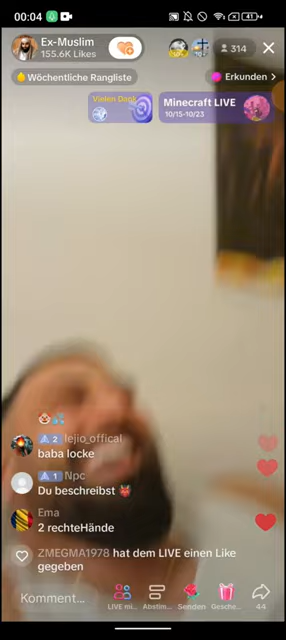 00:04
41
Ex-Muslim
155.6K Likes
314
Wöchentliche Rangliste
Erkunden >
Vielen Dank
Minecraft LIVE
10/15-10/23
2 lejio_offical
baba locke
1 Npc
Du beschreibst
Ema
2 rechteHände
ZMEGMA1978 hat dem LIVE einen Like
gegeben
Komment...
LIVE mi...
Abstim...
Senden
Gesche...
44